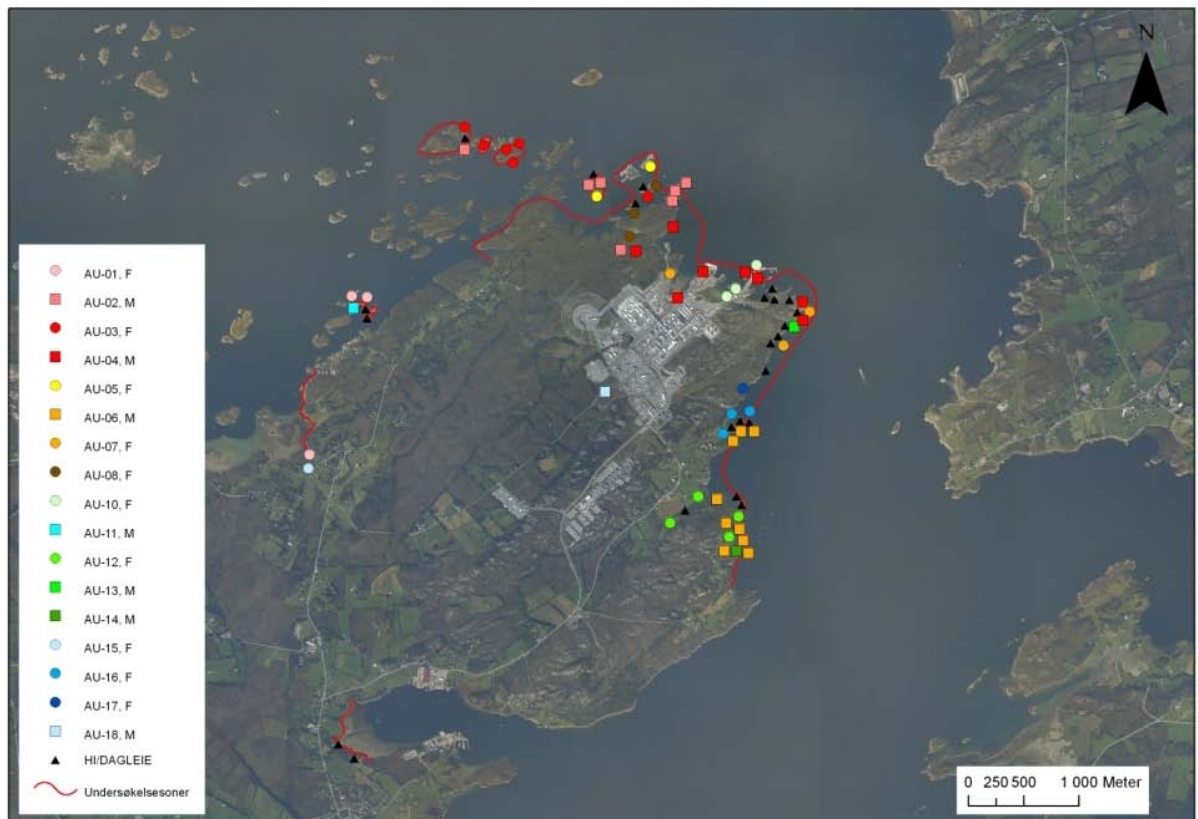 N
AU-01, F
AU-02, M
AU-03, F
AU-04, M
AU-05, F
AU-06, M
AU-07, F
AU-08, F
AU-10, F
AU-11, M
AU-12, F
AU-13, M
AU-14, M
AU-15, F
AU-16, F
AU-17, F
AU-18, M
HI/DAGLEIE
Undersøkelsesoner
0 250 500 1 000 Meter